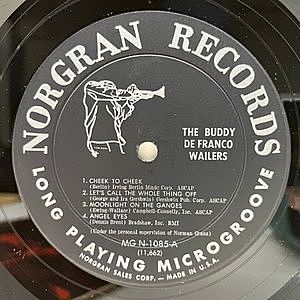 NORGRAN RECORDS
THE BUDDY
DE FRANCO
WAILERS
1. CHEEK TO CHEEK
(Berlin) Irving Berlin Music Corp. ASCAP
2. LET'S CALL THE WHOLE THING OFF
(George and Ira Gershwin) Gershwin Pub. Corp. ASCAP
3. MOONLIGHT ON THE GANGES
(Ewing-Wallace) Campbell-Connelly, Inc. ASCAP
4. ANGEL EYES
(Dennis Brent) Bradshaw, Inc. BMI
(Under the personal supervision of Norman Granz)
MG N-1085-A
(11,662)
LONG PLAYING MICROGROOVE
NORGRAN SALES CORP. — MADE IN U.S.A.